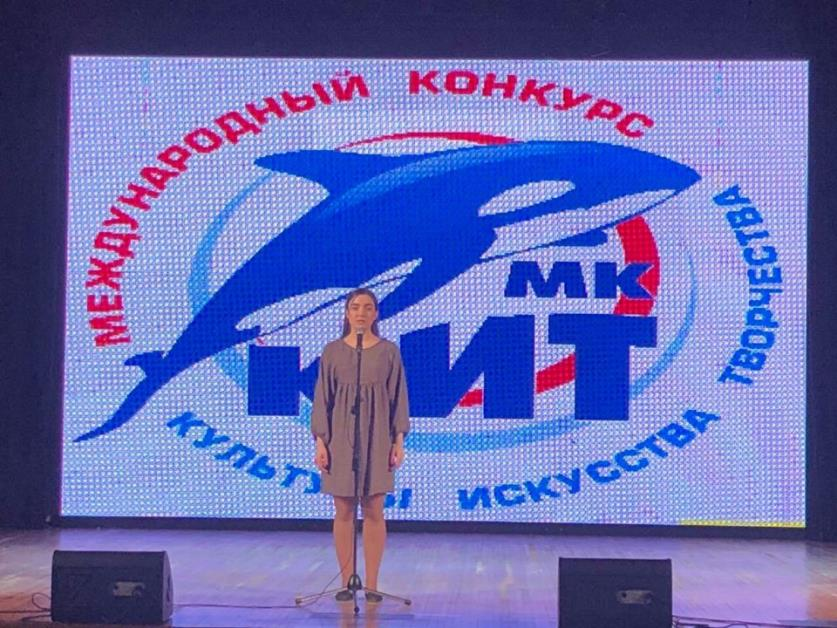 МЕЖДУНАРОДНЫЙ КОНКУРС
МК
КИТ
КУЛЬТУРЫ ИСКУССТВА ТВОРЧЕСТВА